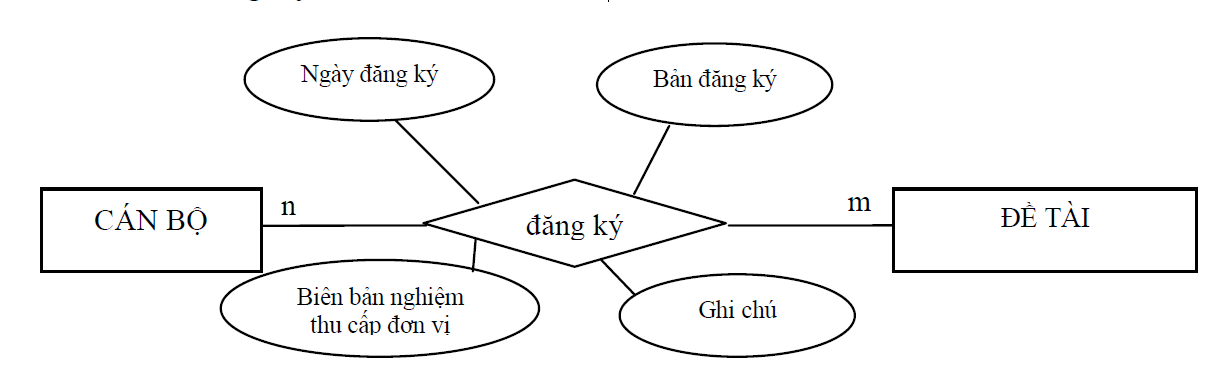 Ngày đăng ký
Bản đăng ký
CÁN BỘ
n
đăng ký
m
ĐỀ TÀI
Biên bản nghiệm
thu cấp đơn vị
Ghi chú